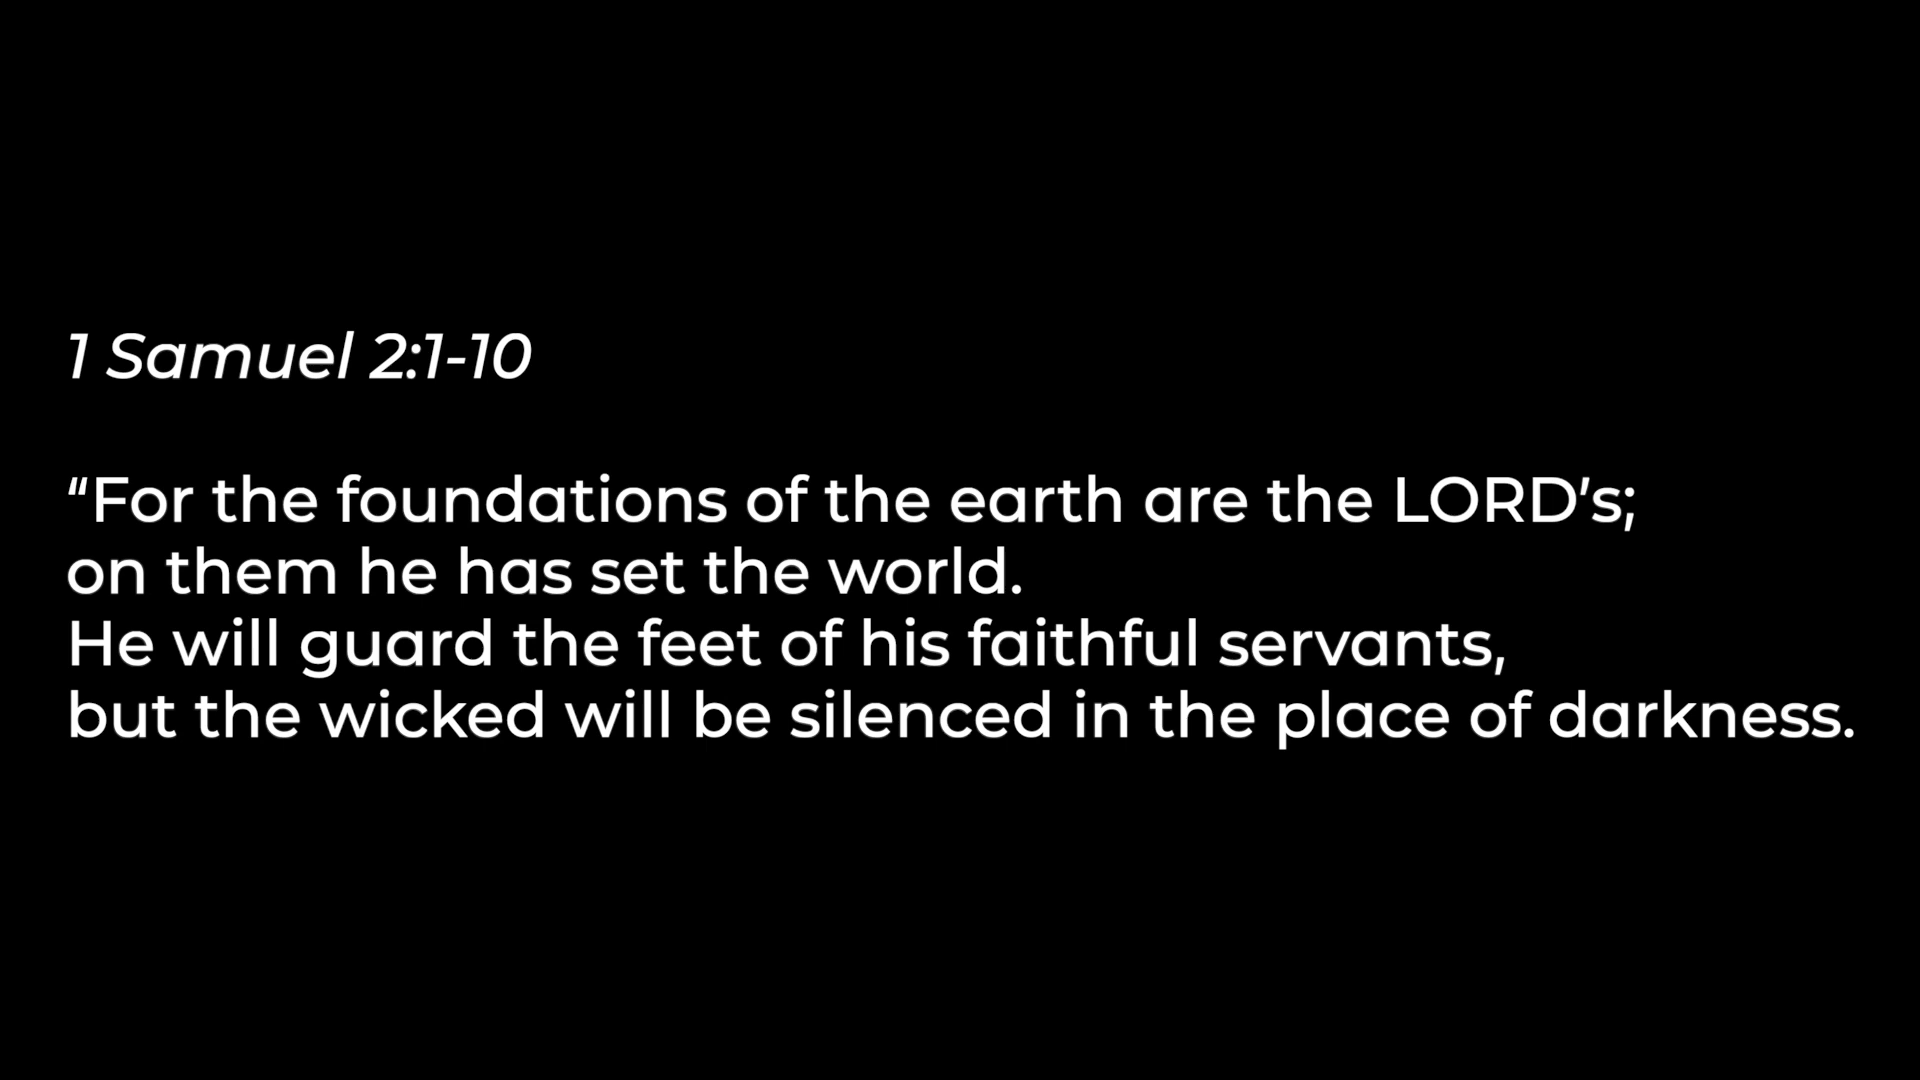 1 Samuel 2:1-10
“For the foundations of the earth are the LORD’s;
on them he has set the world.
He will guard the feet of his faithful servants,
but the wicked will be silenced in the place of darkness.